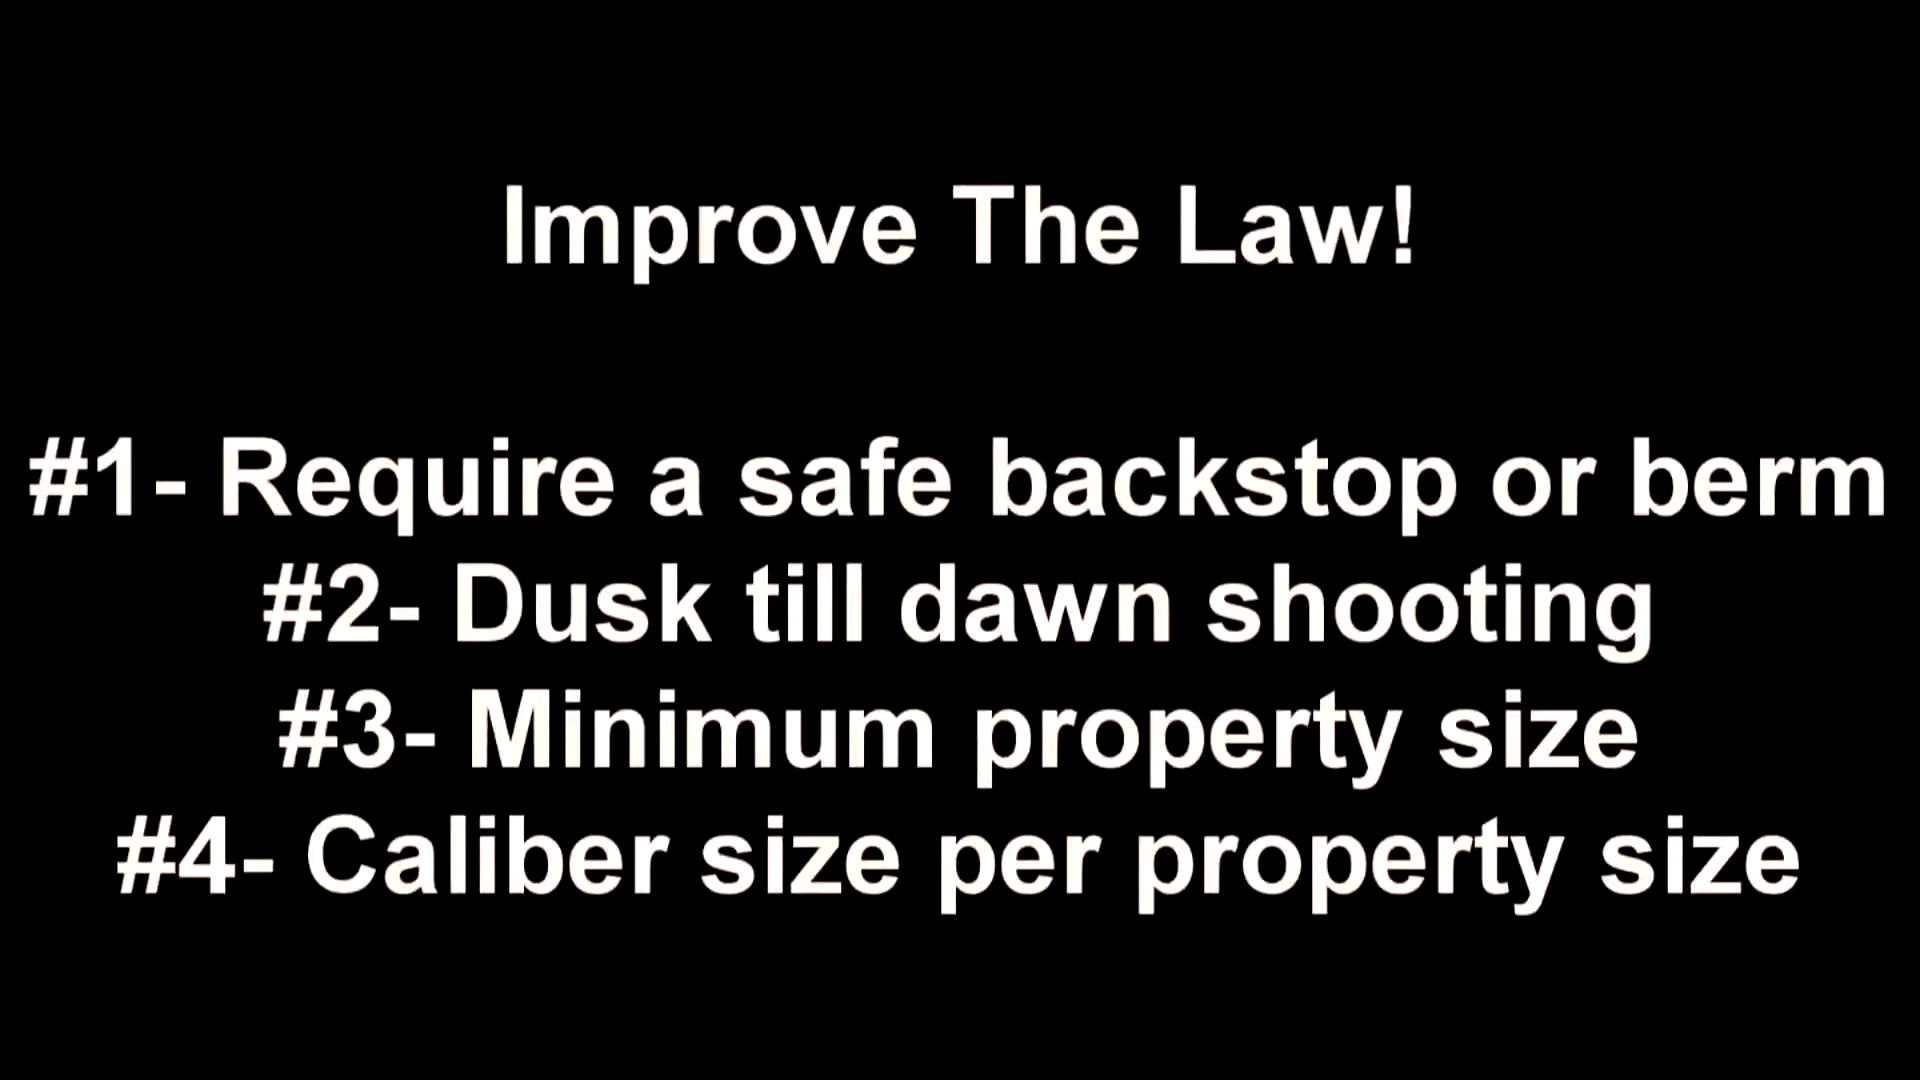 Improve The Law!
#1- Require a safe backstop or berm
#2- Dusk till dawn shooting
#3- Minimum property size
#4- Caliber size per property size